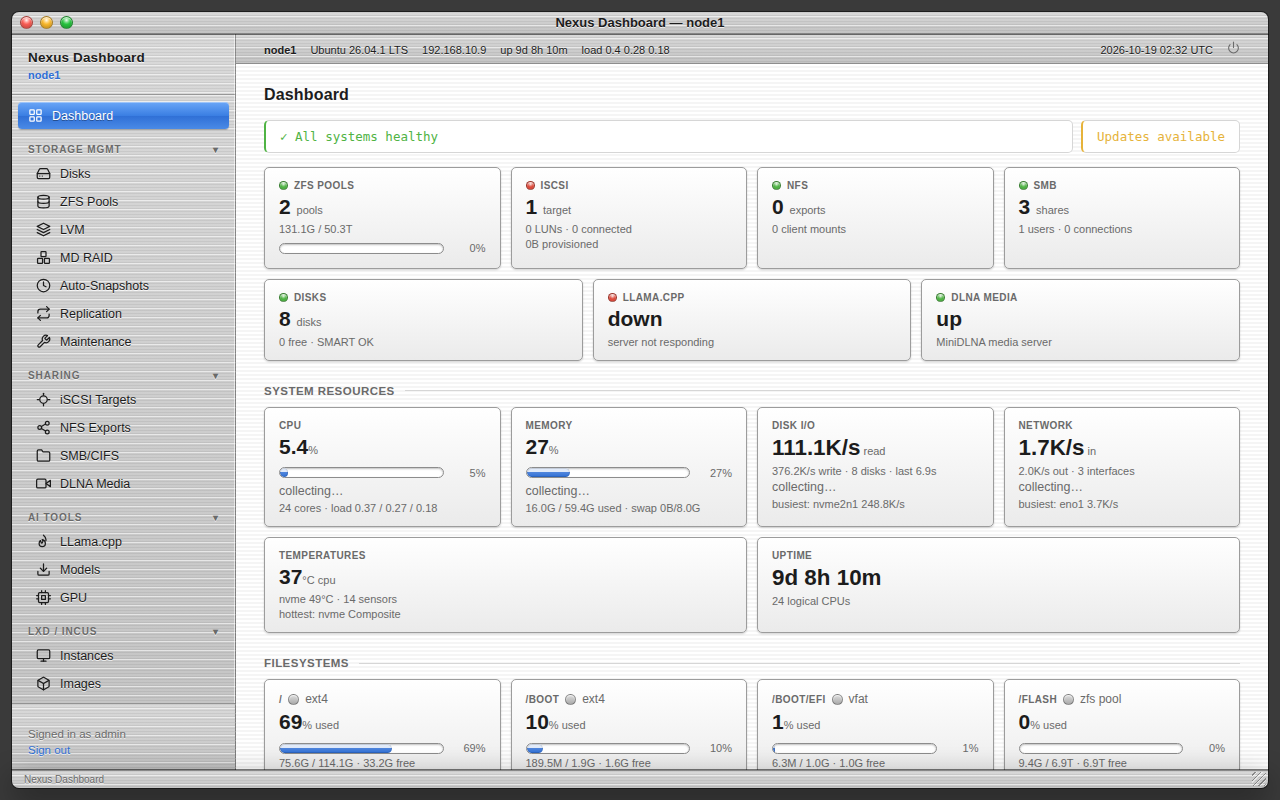 Nexus Dashboard — node1
Nexus Dashboard
node1
Dashboard
STORAGE MGMT ▼
Disks
ZFS Pools
LVM
MD RAID
Auto-Snapshots
Replication
Maintenance
SHARING ▼
iSCSI Targets
NFS Exports
SMB/CIFS
DLNA Media
AI TOOLS ▼
LLama.cpp
Models
GPU
LXD / INCUS ▼
Instances
Images
Signed in as admin
Sign out
node1 Ubuntu 26.04.1 LTS 192.168.10.9 up 9d 8h 10m load 0.4 0.28 0.18 2026-10-19 02:32 UTC
Dashboard
✓ All systems healthy
Updates available
ZFS POOLS
2 pools
131.1G / 50.3T
0%
ISCSI
1 target
0 LUNs · 0 connected
0B provisioned
NFS
0 exports
0 client mounts
SMB
3 shares
1 users · 0 connections
DISKS
8 disks
0 free · SMART OK
LLAMA.CPP
down
server not responding
DLNA MEDIA
up
MiniDLNA media server
SYSTEM RESOURCES
CPU
5.4%
5%
collecting…
24 cores · load 0.37 / 0.27 / 0.18
MEMORY
27%
27%
collecting…
16.0G / 59.4G used · swap 0B/8.0G
DISK I/O
111.1K/s read
376.2K/s write · 8 disks · last 6.9s
collecting…
busiest: nvme2n1 248.8K/s
NETWORK
1.7K/s in
2.0K/s out · 3 interfaces
collecting…
busiest: eno1 3.7K/s
TEMPERATURES
37°C cpu
nvme 49°C · 14 sensors
hottest: nvme Composite
UPTIME
9d 8h 10m
24 logical CPUs
FILESYSTEMS
/ ext4
69% used
69%
75.6G / 114.1G · 33.2G free
/BOOT ext4
10% used
10%
189.5M / 1.9G · 1.6G free
/BOOT/EFI vfat
1% used
1%
6.3M / 1.0G · 1.0G free
/FLASH zfs pool
0% used
0%
9.4G / 6.9T · 6.9T free
Nexus Dashboard